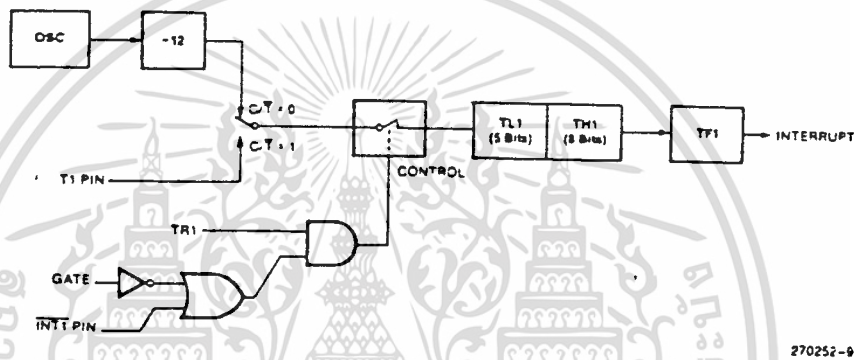 OSC
÷12
C/T̅ = 0
C/T̅ = 1
T1 PIN
TL1
(5 Bits)
TH1
(8 Bits)
TF1
INTERRUPT
CONTROL
TR1
GATE
I̅N̅T̅1̅ PIN
270252-9